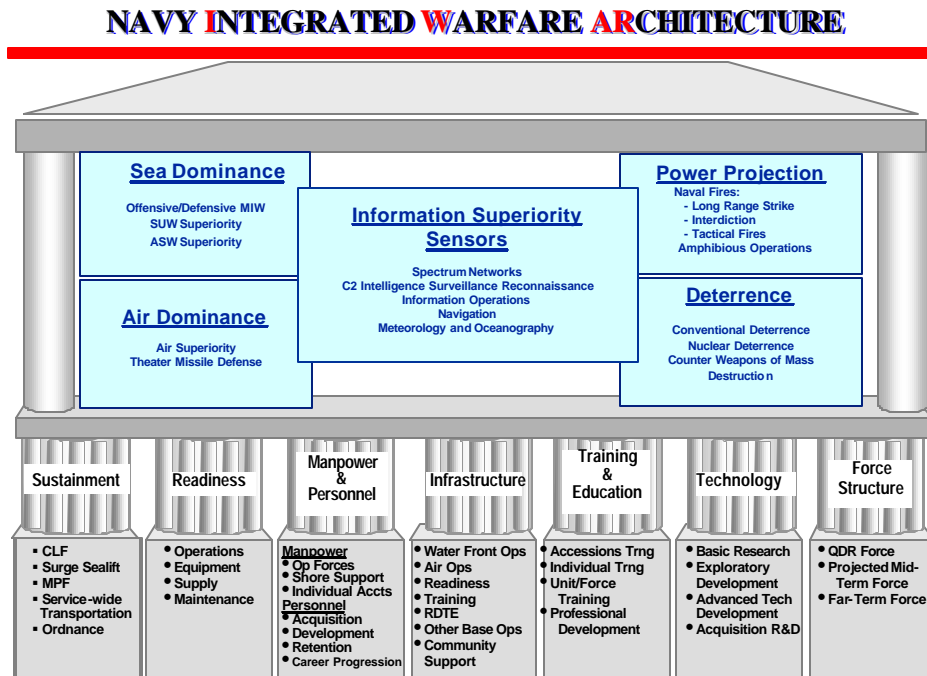 NAVY INTEGRATED WARFARE ARCHITECTURE
Sea Dominance
Offensive/Defensive MIW
SUW Superiority
ASW Superiority
Air Dominance
Air Superiority
Theater Missile Defense
Information Superiority
Sensors
Spectrum Networks
C2 Intelligence Surveillance Reconnaissance
Information Operations
Navigation
Meteorology and Oceanography
Power Projection
Naval Fires:
- Long Range Strike
- Interdiction
- Tactical Fires
Amphibious Operations
Deterrence
Conventional Deterrence
Nuclear Deterrence
Counter Weapons of Mass
Destruction
Sustainment
▪ CLF
▪ Surge Sealift
▪ MPF
▪ Service-wide
Transportation
▪ Ordnance
Readiness
• Operations
• Equipment
• Supply
• Maintenance
Manpower
&
Personnel
Manpower
• Op Forces
• Shore Support
• Individual Accts
Personnel
• Acquisition
• Development
• Retention
• Career Progression
Infrastructure
• Water Front Ops
• Air Ops
• Readiness
• Training
• RDTE
• Other Base Ops
• Community
Support
Training
&
Education
• Accessions Trng
• Individual Trng
• Unit/Force
Training
• Professional
Development
Technology
• Basic Research
• Exploratory
Development
• Advanced Tech
Development
• Acquisition R&D
Force
Structure
• QDR Force
• Projected Mid-
Term Force
• Far-Term Force